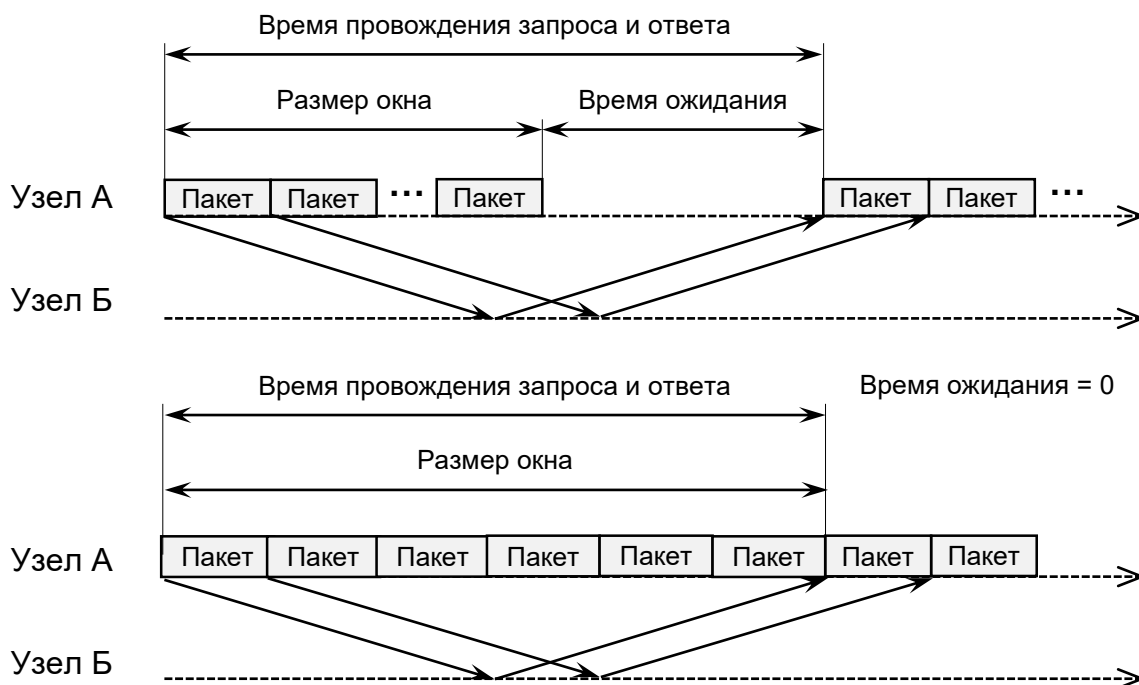 Время провождения запроса и ответа
Размер окна Время ожидания
Узел А Пакет Пакет ... Пакет Пакет Пакет ...
Узел Б
Время провождения запроса и ответа Время ожидания = 0
Размер окна
Узел А Пакет Пакет Пакет Пакет Пакет Пакет Пакет Пакет
Узел Б